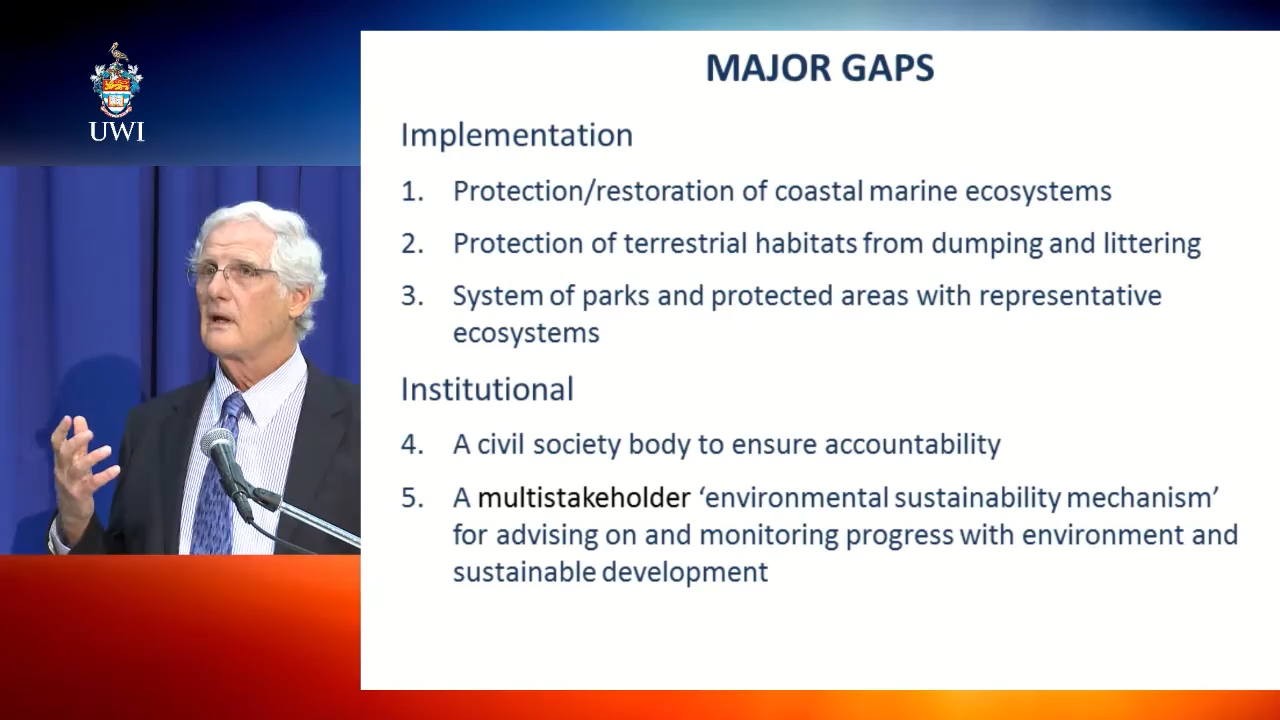 UWI
MAJOR GAPS
Implementation
1. Protection/restoration of coastal marine ecosystems
2. Protection of terrestrial habitats from dumping and littering
3. System of parks and protected areas with representative
ecosystems
Institutional
4. A civil society body to ensure accountability
5. A multistakeholder ‘environmental sustainability mechanism’
for advising on and monitoring progress with environment and
sustainable development